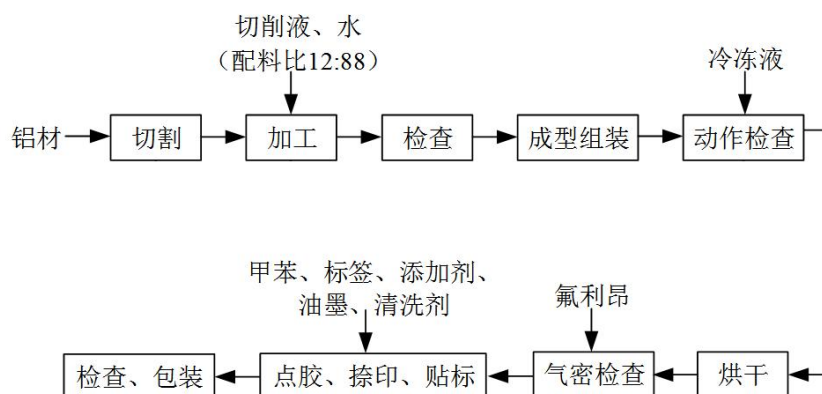 切削液、水
（配料比12:88）
冷冻液
铝材
切割
加工
检查
成型组装
动作检查
甲苯、标签、添加剂、
油墨、清洗剂
氟利昂
检查、包装
点胶、捺印、贴标
气密检查
烘干